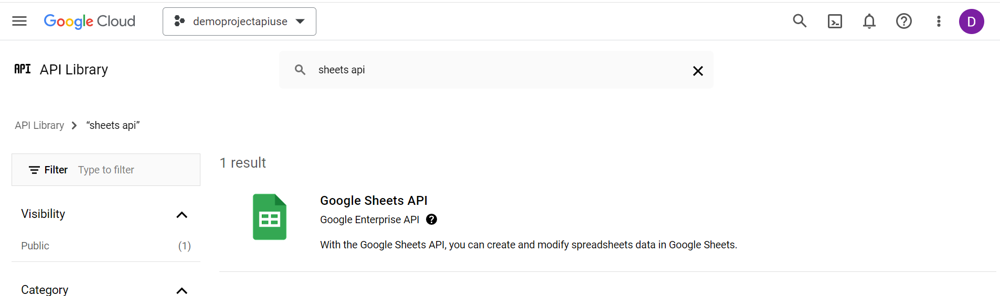 Google Cloud
demoprojectapiuse
D
API API Library
sheets api
API Library “sheets api”
Filter Type to filter
1 result
Google Sheets API
Google Enterprise API
With the Google Sheets API, you can create and modify spreadsheets data in Google Sheets.
Visibility
Public (1)
Category